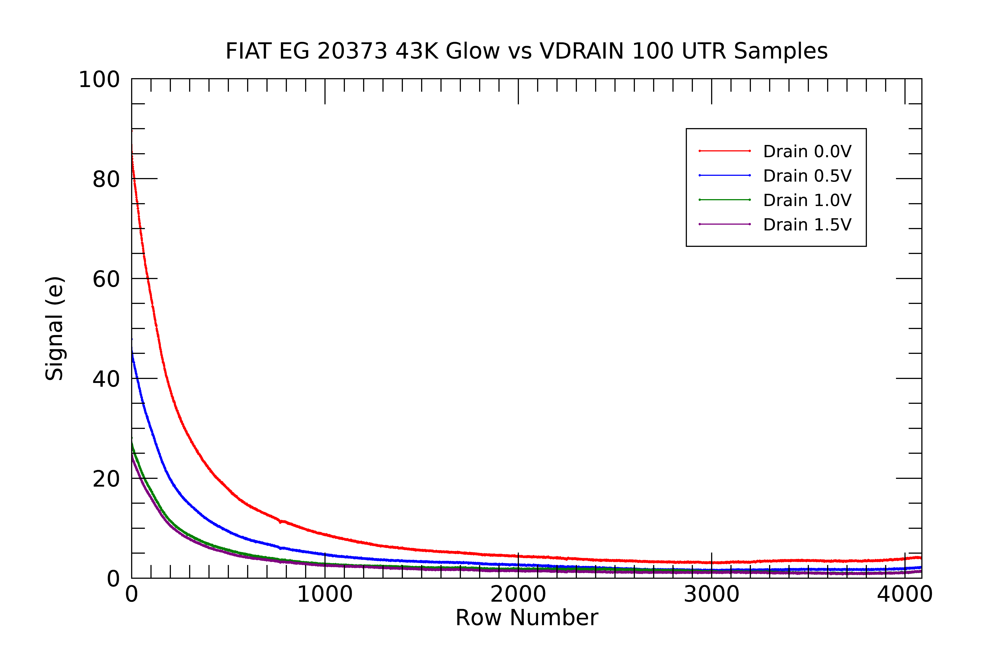 FIAT EG 20373 43K Glow vs VDRAIN 100 UTR Samples
100
80
60
40
20
0
Signal (e)
Drain 0.0V
Drain 0.5V
Drain 1.0V
Drain 1.5V
0 1000 2000 3000 4000
Row Number